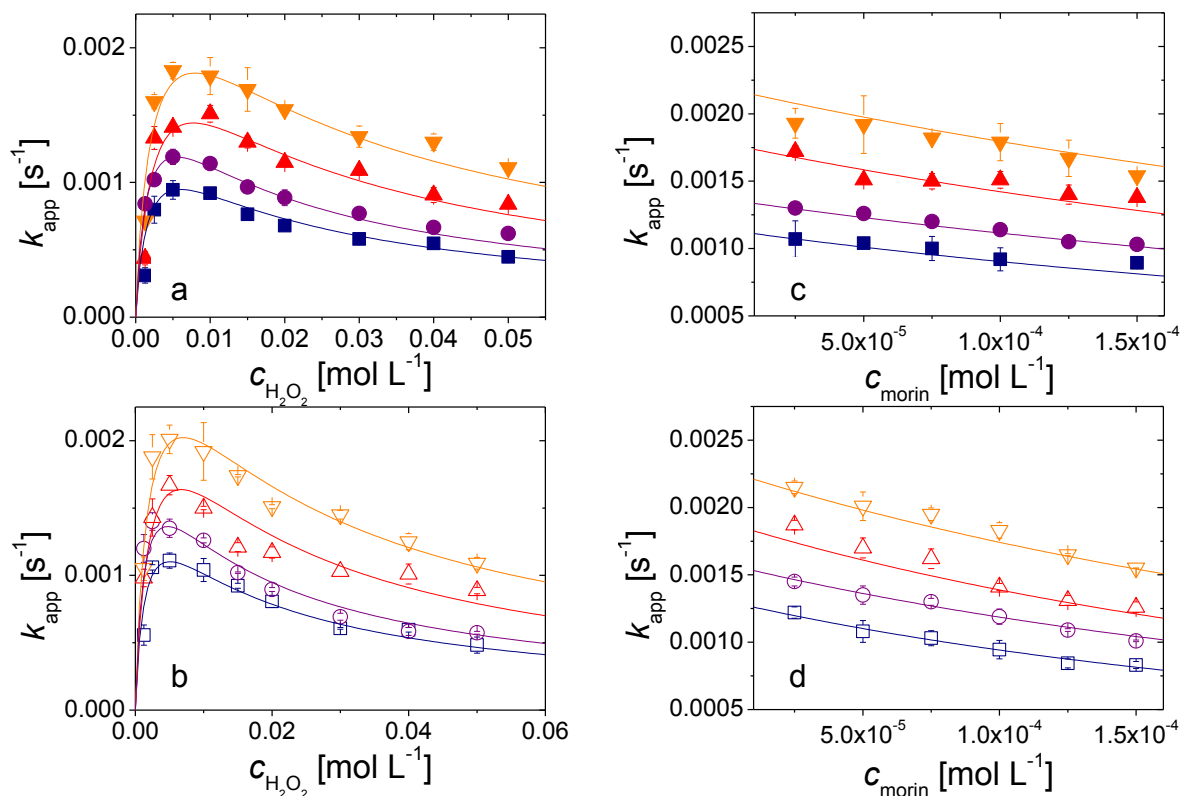 0.002
0.001
0.000
k_app [s⁻¹]
a
0.00 0.01 0.02 0.03 0.04 0.05
c_H₂O₂ [mol L⁻¹]
0.0025
0.0020
0.0015
0.0010
0.0005
k_app [s⁻¹]
c
5.0x10⁻⁵ 1.0x10⁻⁴ 1.5x10⁻⁴
c_morin [mol L⁻¹]
0.002
0.001
0.000
k_app [s⁻¹]
b
0.00 0.02 0.04 0.06
c_H₂O₂ [mol L⁻¹]
0.0025
0.0020
0.0015
0.0010
0.0005
k_app [s⁻¹]
d
5.0x10⁻⁵ 1.0x10⁻⁴ 1.5x10⁻⁴
c_morin [mol L⁻¹]